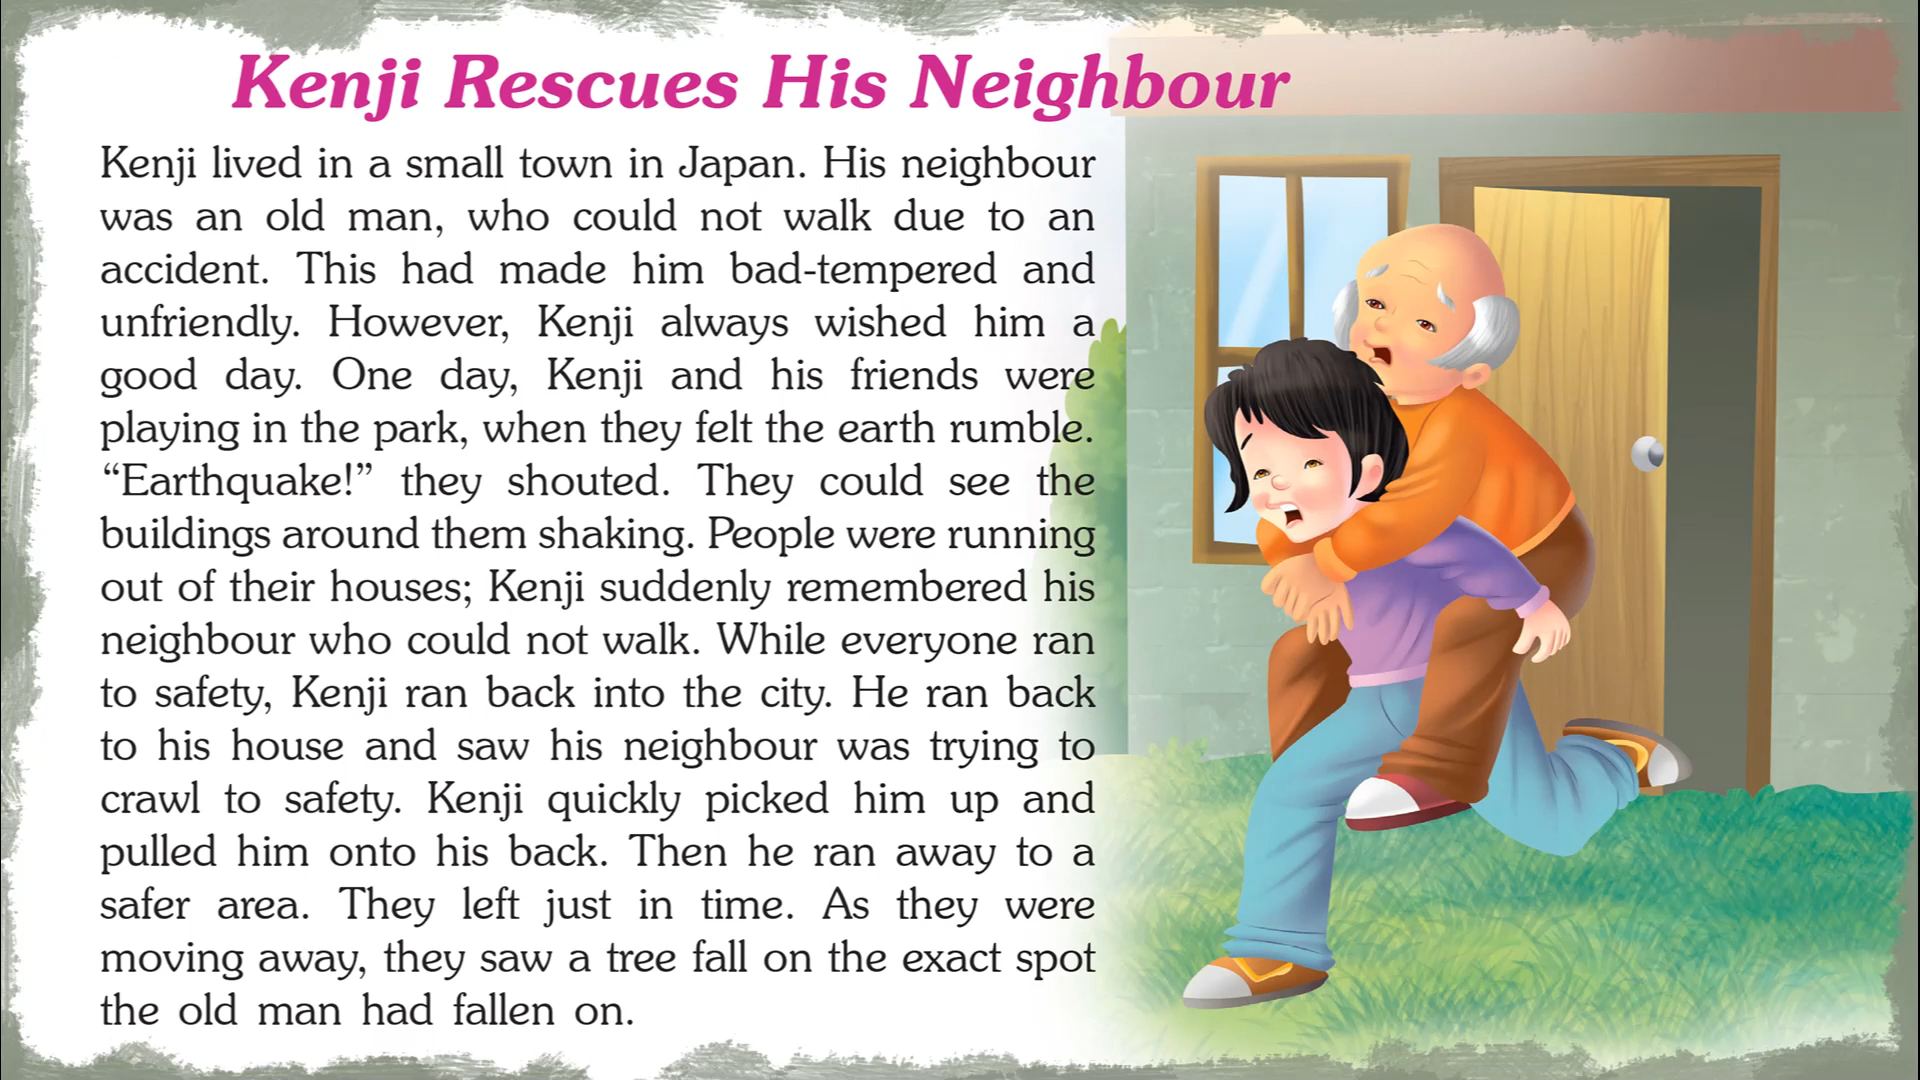 Kenji Rescues His Neighbour
Kenji lived in a small town in Japan. His neighbour
was an old man, who could not walk due to an
accident. This had made him bad-tempered and
unfriendly. However, Kenji always wished him a
good day. One day, Kenji and his friends were
playing in the park, when they felt the earth rumble.
“Earthquake!” they shouted. They could see the
buildings around them shaking. People were running
out of their houses; Kenji suddenly remembered his
neighbour who could not walk. While everyone ran
to safety, Kenji ran back into the city. He ran back
to his house and saw his neighbour was trying to
crawl to safety. Kenji quickly picked him up and
pulled him onto his back. Then he ran away to a
safer area. They left just in time. As they were
moving away, they saw a tree fall on the exact spot
the old man had fallen on.